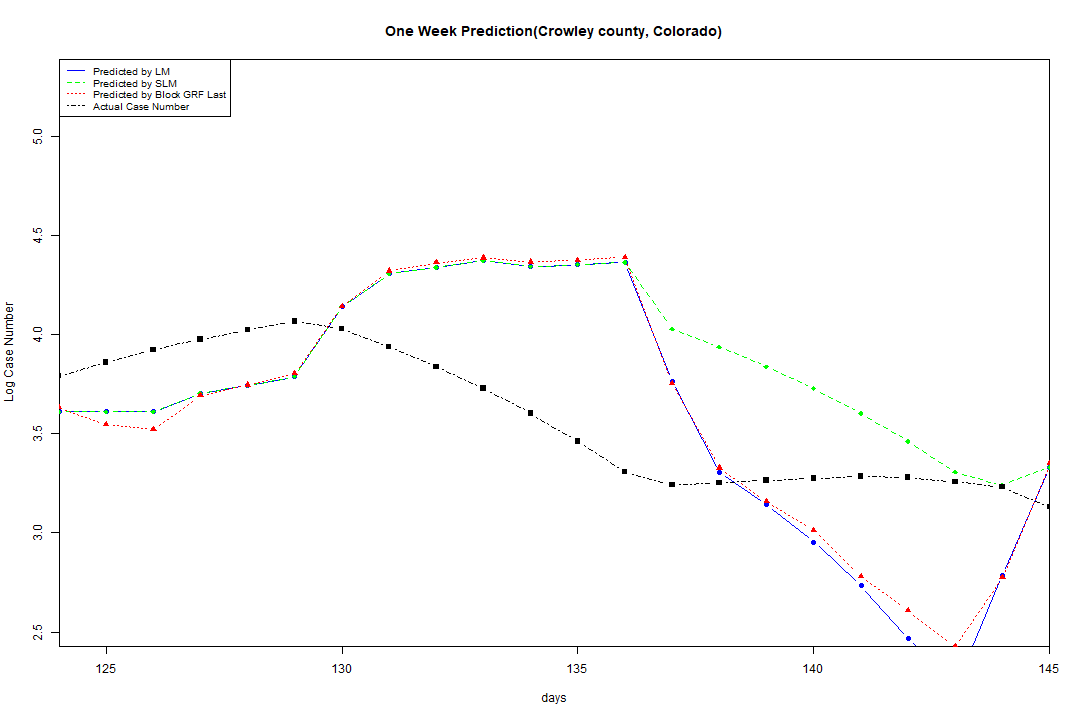 One Week Prediction(Crowley county, Colorado)
Predicted by LM
Predicted by SLM
Predicted by Block GRF Last
Actual Case Number
5.0
4.5
4.0
3.5
3.0
2.5
Log Case Number
125 130 135 140 145
days